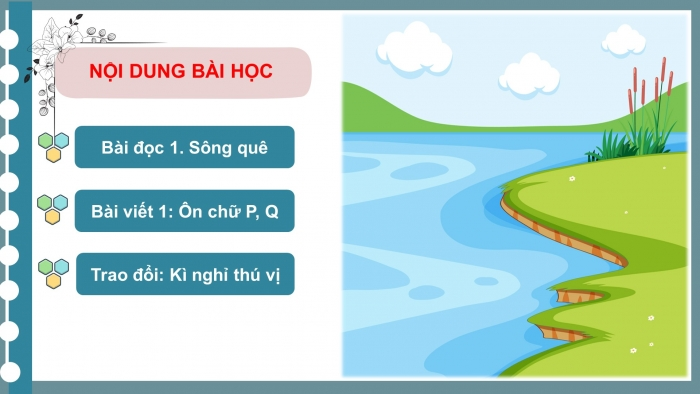 NỘI DUNG BÀI HỌC
Bài đọc 1. Sông quê
Bài viết 1: Ôn chữ P, Q
Trao đổi: Kì nghỉ thú vị